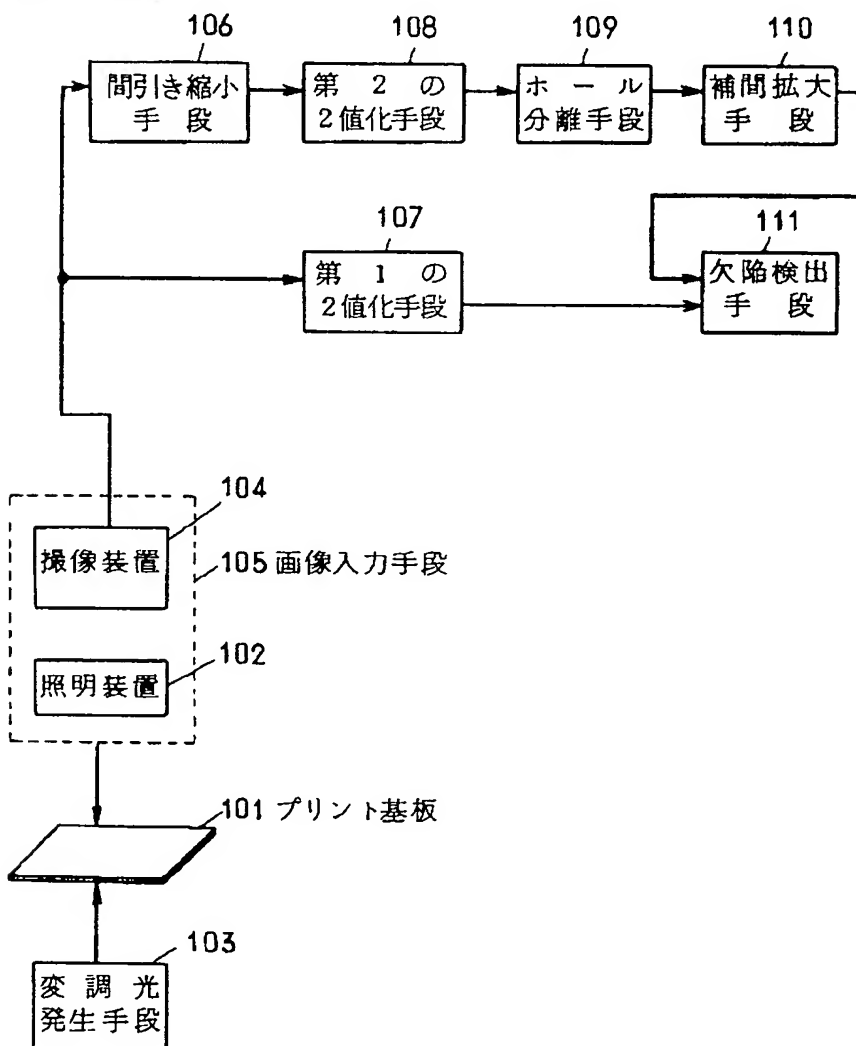 106
108
109
110
間引き縮小
手段
第2の
2値化手段
ホール
分離手段
補間拡大
手段
107
111
第1の
2値化手段
欠陥検出
手段
104
撮像装置
105 画像入力手段
102
照明装置
101 プリント基板
103
変調光
発生手段